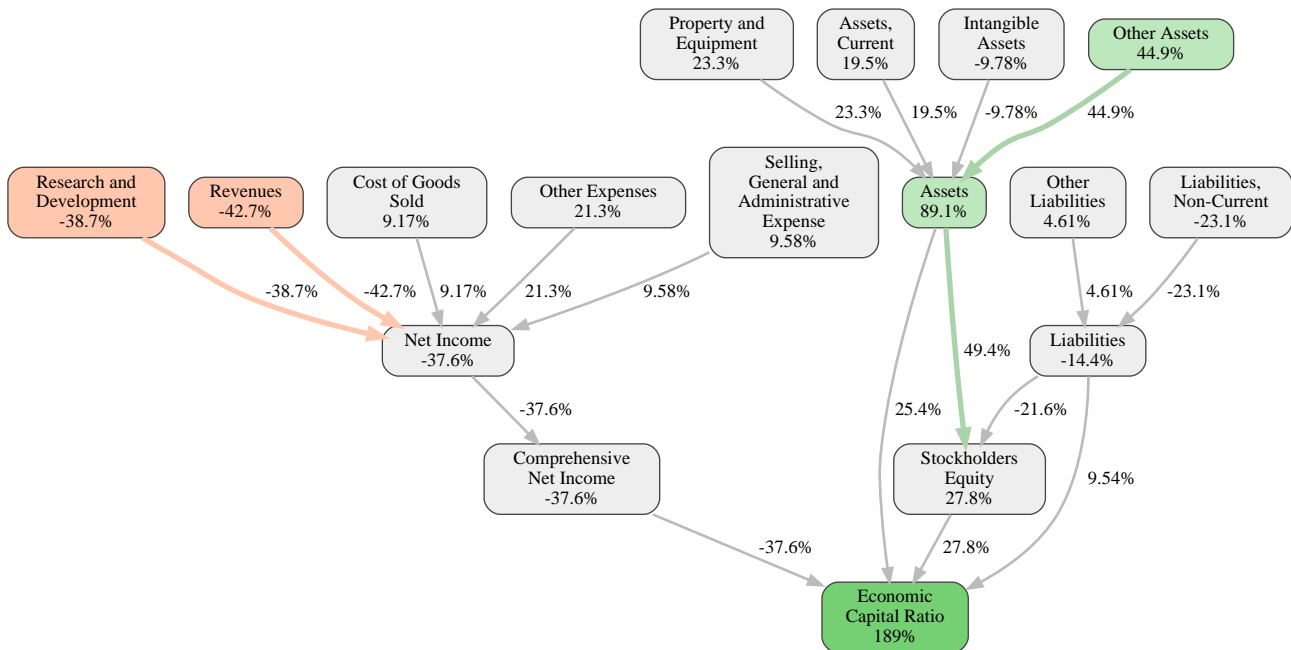 Property and
Equipment
23.3%
Assets,
Current
19.5%
Intangible
Assets
-9.78%
Other Assets
44.9%
23.3%
19.5%
-9.78%
44.9%
Research and
Development
-38.7%
Revenues
-42.7%
Cost of Goods
Sold
9.17%
Other Expenses
21.3%
Selling,
General and
Administrative
Expense
9.58%
Assets
89.1%
Other
Liabilities
4.61%
Liabilities,
Non-Current
-23.1%
-38.7%
-42.7%
9.17%
21.3%
9.58%
4.61%
-23.1%
Net Income
-37.6%
49.4%
Liabilities
-14.4%
-37.6%
25.4%
-21.6%
Comprehensive
Net Income
-37.6%
Stockholders
Equity
27.8%
9.54%
-37.6%
27.8%
Economic
Capital Ratio
189%